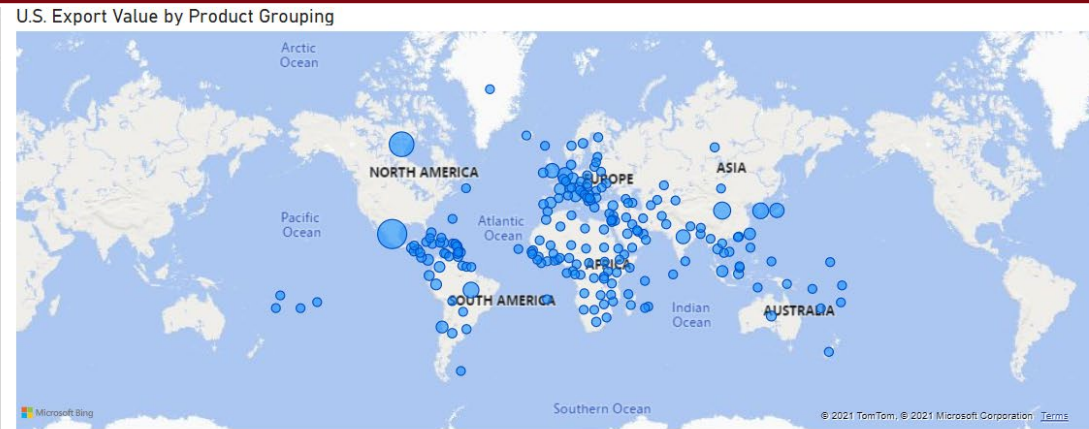 U.S. Export Value by Product Grouping
Arctic
Ocean
NORTH AMERICA
EUROPE
ASIA
Pacific
Ocean
Atlantic
Ocean
AFRICA
SOUTH AMERICA
Indian
Ocean
AUSTRALIA
Southern Ocean
Microsoft Bing
© 2021 TomTom, © 2021 Microsoft Corporation Terms